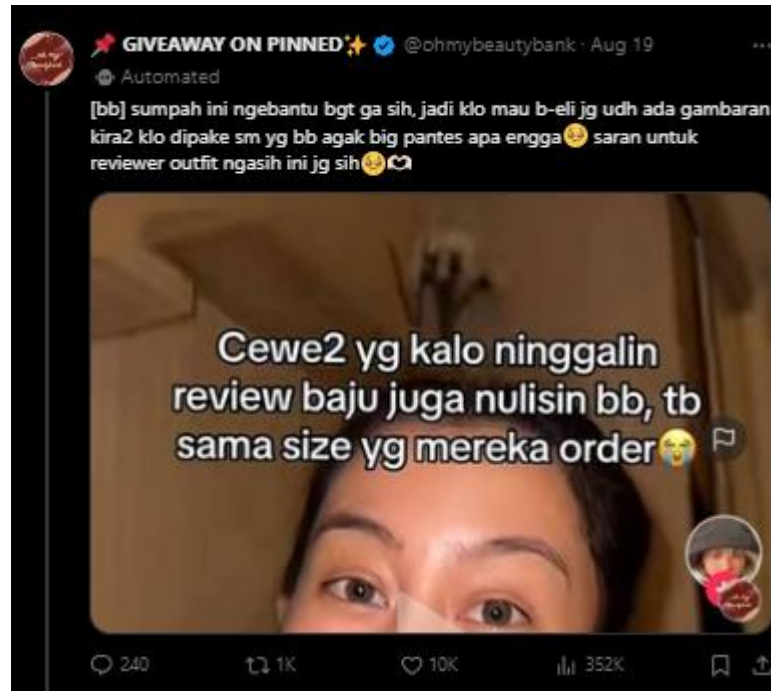 📌 GIVEAWAY ON PINNED✨ @ohmybeautybank · Aug 19
Automated
[bb] sumpah ini ngebantu bgt ga sih, jadi klo mau b-eli jg udh ada gambaran
kira2 klo dipake sm yg bb agak big pantes apa engga🥺 saran untuk
reviewer outfit ngasih ini jg sih🥺🫶🏻
Cewe2 yg kalo ninggalin
review baju juga nulisin bb, tb
sama size yg mereka order😭
240 1K 10K 352K